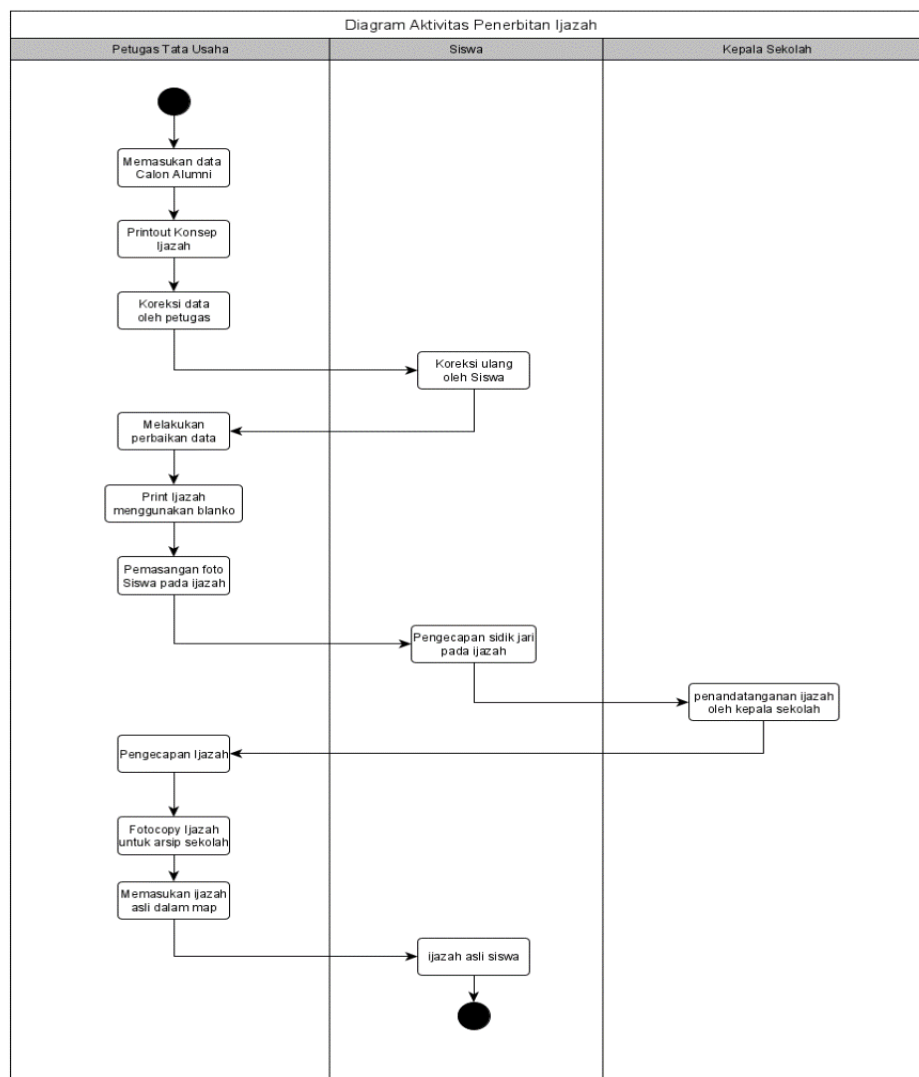 Diagram Aktivitas Penerbitan Ijazah
Petugas Tata Usaha
Siswa
Kepala Sekolah
Memasukan data
Calon Alumni
Printout Konsep
Ijazah
Koreksi data
oleh petugas
Koreksi ulang
oleh Siswa
Melakukan
perbaikan data
Print Ijazah
menggunakan blanko
Pemasangan foto
Siswa pada ijazah
Pengecapan sidik jari
pada ijazah
penandatanganan ijazah
oleh kepala sekolah
Pengecapan Ijazah
Fotocopy Ijazah
untuk arsip sekolah
Memasukan ijazah
asli dalam map
ijazah asli siswa